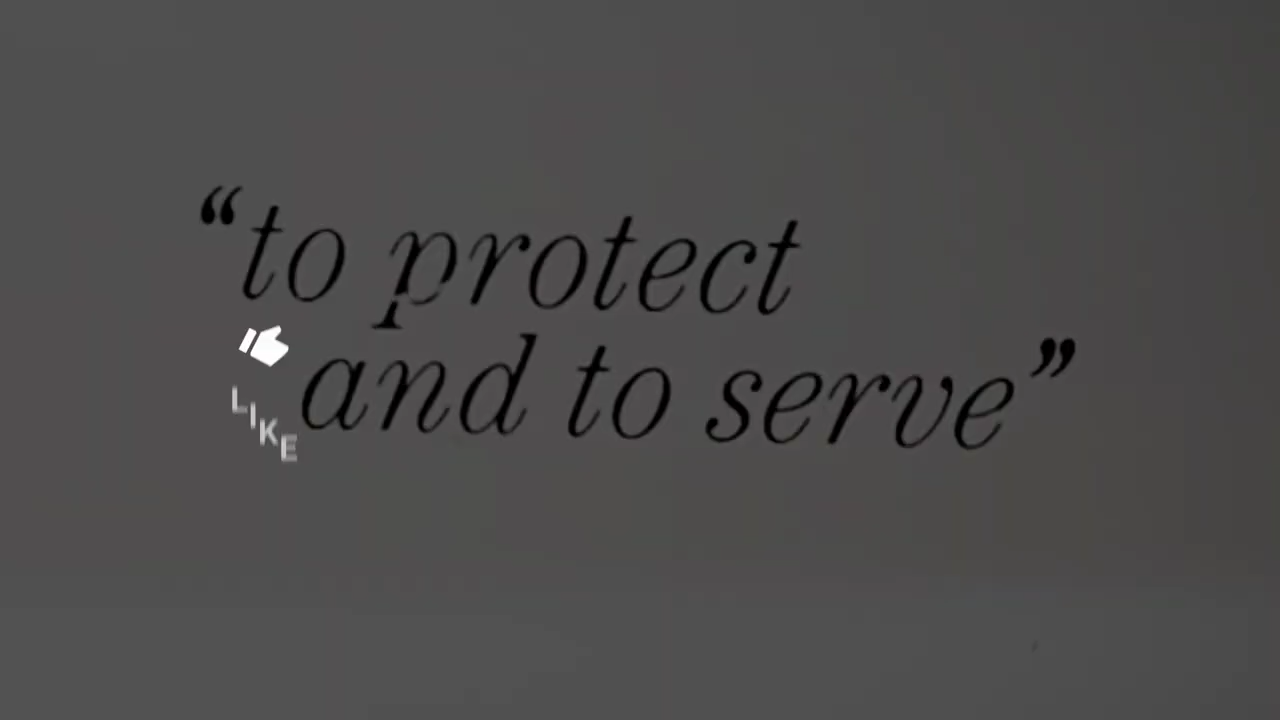 “to protect
and to serve”
LIKE